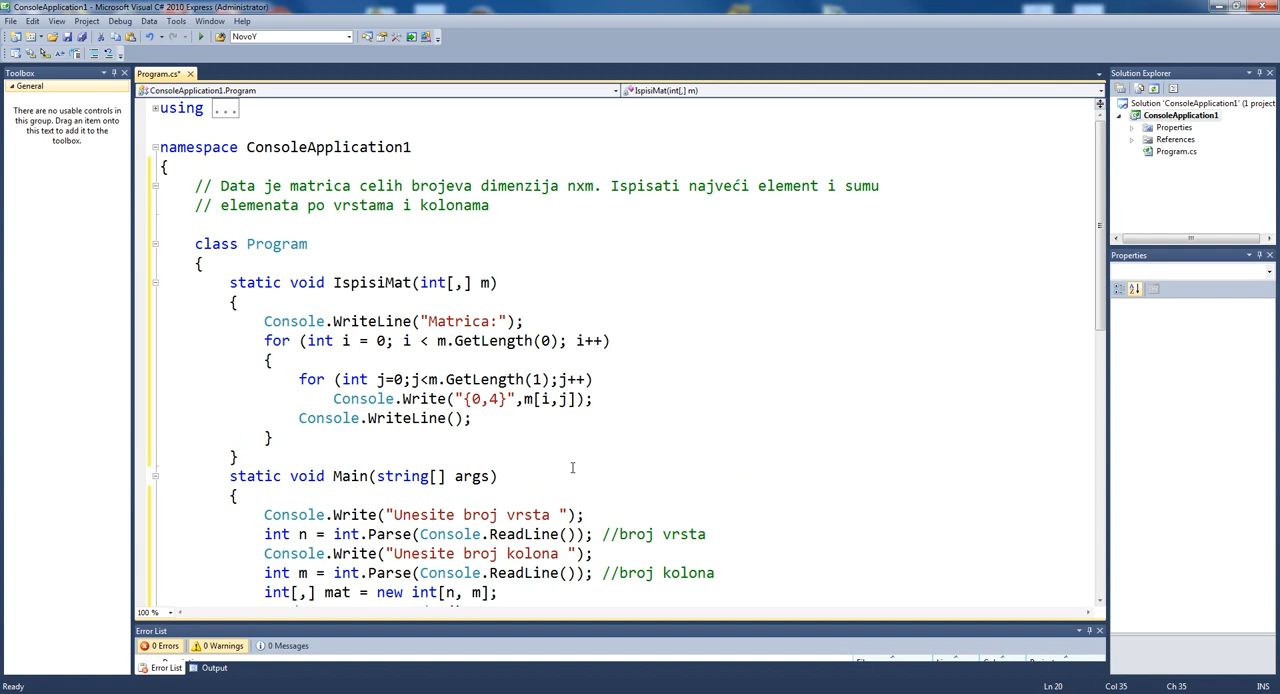 ConsoleApplication1 - Microsoft Visual C# 2010 Express (Administrator)
File Edit View Project Debug Data Tools Window Help
NovoY
Toolbox
General
There are no usable controls in
this group. Drag an item onto
this text to add it to the
toolbox.
Program.cs*
ConsoleApplication1.Program
IspisiMat(int[,] m)
using ...
namespace ConsoleApplication1
{
// Data je matrica celih brojeva dimenzija nxm. Ispisati najveći element i sumu
// elemenata po vrstama i kolonama
class Program
{
static void IspisiMat(int[,] m)
{
Console.WriteLine("Matrica:");
for (int i = 0; i < m.GetLength(0); i++)
{
for (int j=0;j<m.GetLength(1);j++)
Console.Write("{0,4}",m[i,j]);
Console.WriteLine();
}
}
static void Main(string[] args)
{
Console.Write("Unesite broj vrsta ");
int n = int.Parse(Console.ReadLine()); //broj vrsta
Console.Write("Unesite broj kolona ");
int m = int.Parse(Console.ReadLine()); //broj kolona
int[,] mat = new int[n, m];
100 %
Error List
0 Errors 0 Warnings 0 Messages
Error List Output
Solution Explorer
Solution 'ConsoleApplication1' (1 project
ConsoleApplication1
Properties
References
Program.cs
Properties
Ready
Ln 20 Col 35 Ch 35 INS